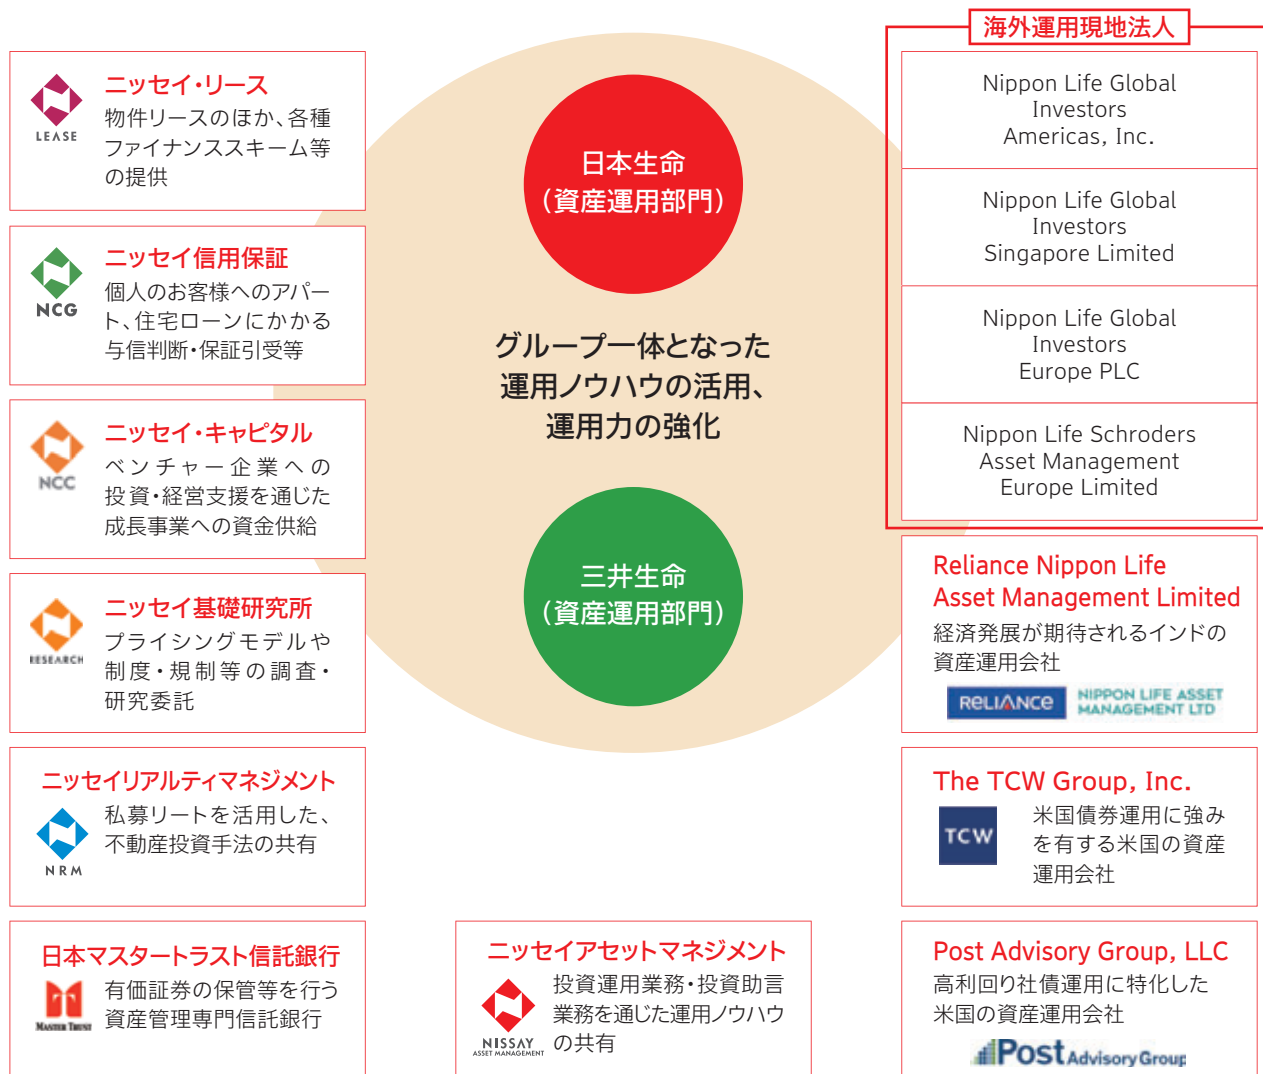 ニッセイ・リース
物件リースのほか、各種
ファイナンススキーム等
の提供
LEASE
ニッセイ信用保証
個人のお客様へのアパー
ト、住宅ローンにかかる
与信判断・保証引受等
NCG
ニッセイ・キャピタル
ベンチャー企業への
投資・経営支援を通じた
成長事業への資金供給
NCC
ニッセイ基礎研究所
プライシングモデルや
制度・規制等の調査・
研究委託
RESEARCH
ニッセイリアルティマネジメント
私募リートを活用した、
不動産投資手法の共有
NRM
日本マスタートラスト信託銀行
有価証券の保管等を行う
資産管理専門信託銀行
MASTER TRUST
日本生命
（資産運用部門）
グループ一体となった
運用ノウハウの活用、
運用力の強化
三井生命
（資産運用部門）
ニッセイアセットマネジメント
投資運用業務・投資助言
業務を通じた運用ノウハウ
の共有
NISSAY
ASSET MANAGEMENT
海外運用現地法人
Nippon Life Global
Investors
Americas, Inc.
Nippon Life Global
Investors
Singapore Limited
Nippon Life Global
Investors
Europe PLC
Nippon Life Schroders
Asset Management
Europe Limited
Reliance Nippon Life
Asset Management Limited
経済発展が期待されるインドの
資産運用会社
RELIANCE
NIPPON LIFE ASSET
MANAGEMENT LTD
The TCW Group, Inc.
TCW
米国債券運用に強み
を有する米国の資産
運用会社
Post Advisory Group, LLC
高利回り社債運用に特化した
米国の資産運用会社
Post Advisory Group